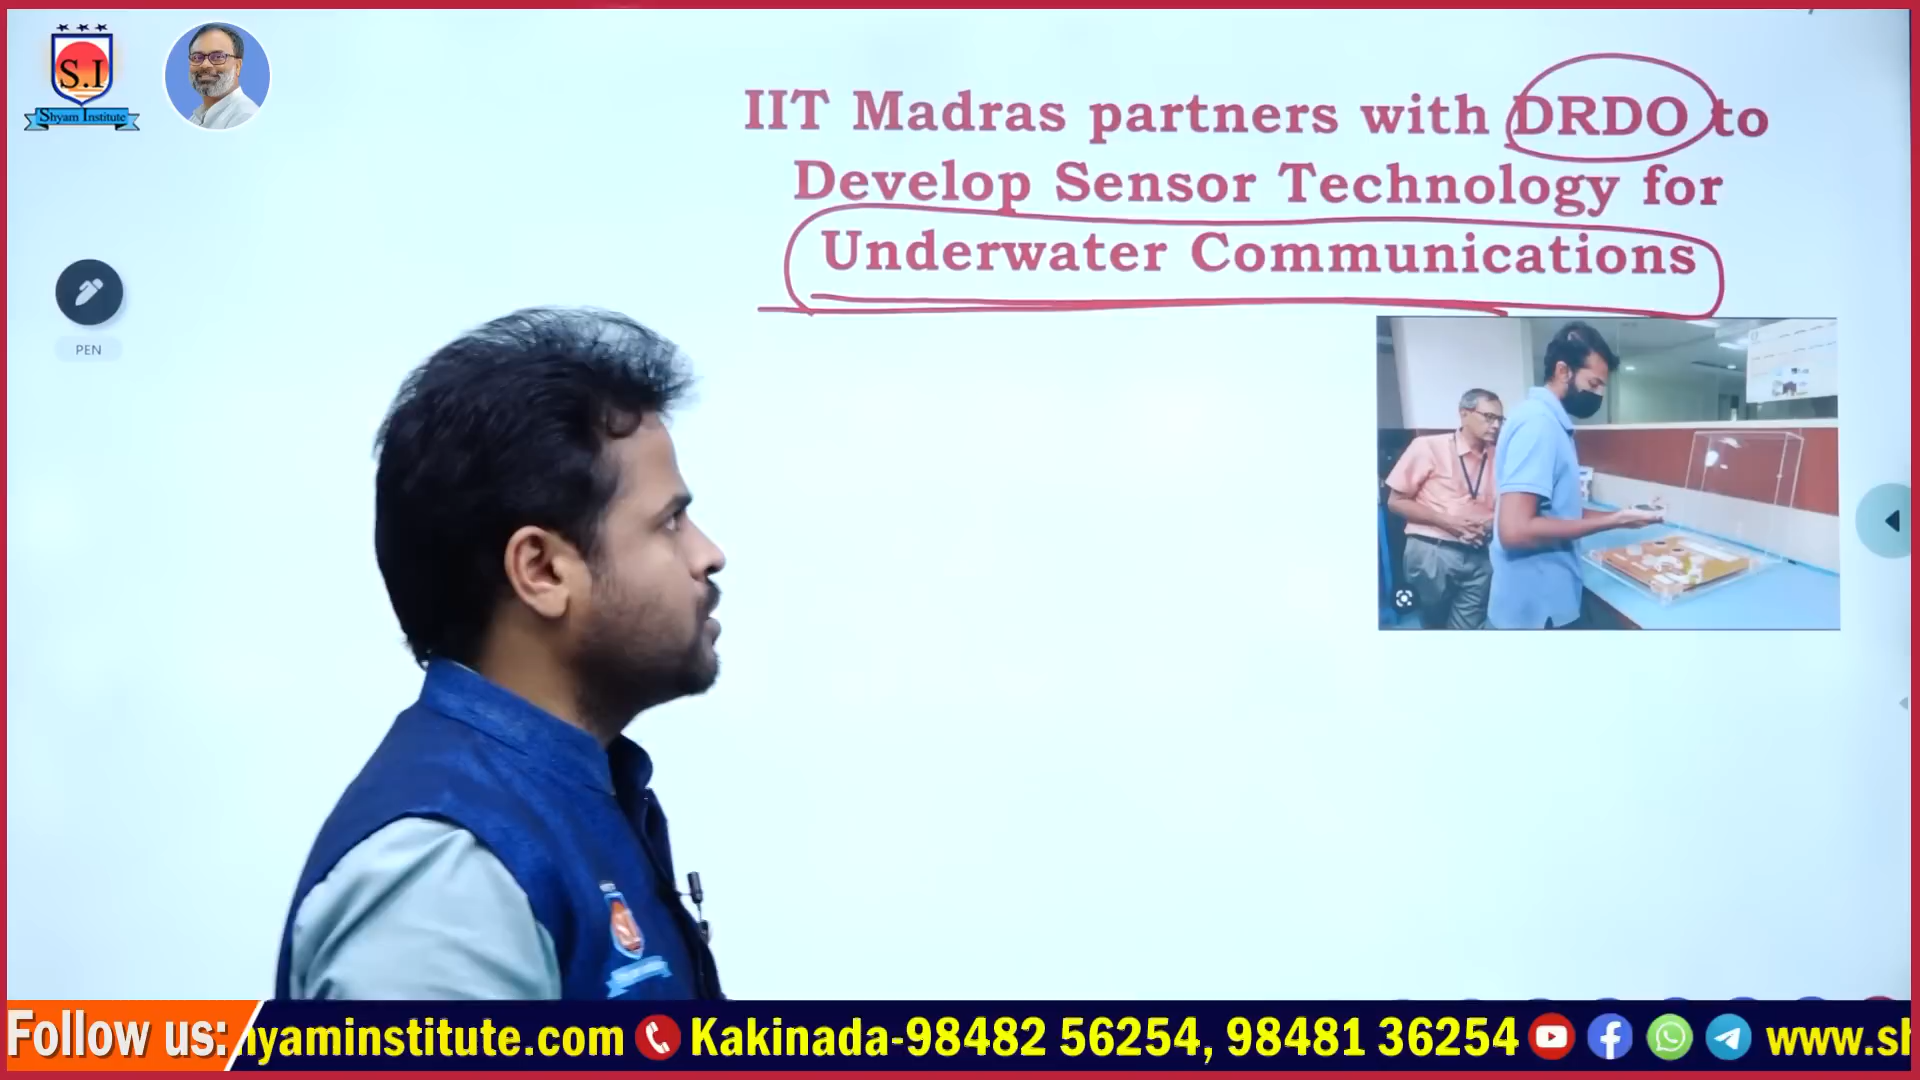 S.I
Shyam Institute
IIT Madras partners with DRDO to
Develop Sensor Technology for
Underwater Communications
PEN
Follow us:
hyaminstitute.com Kakinada-98482 56254, 98481 36254 www.sh